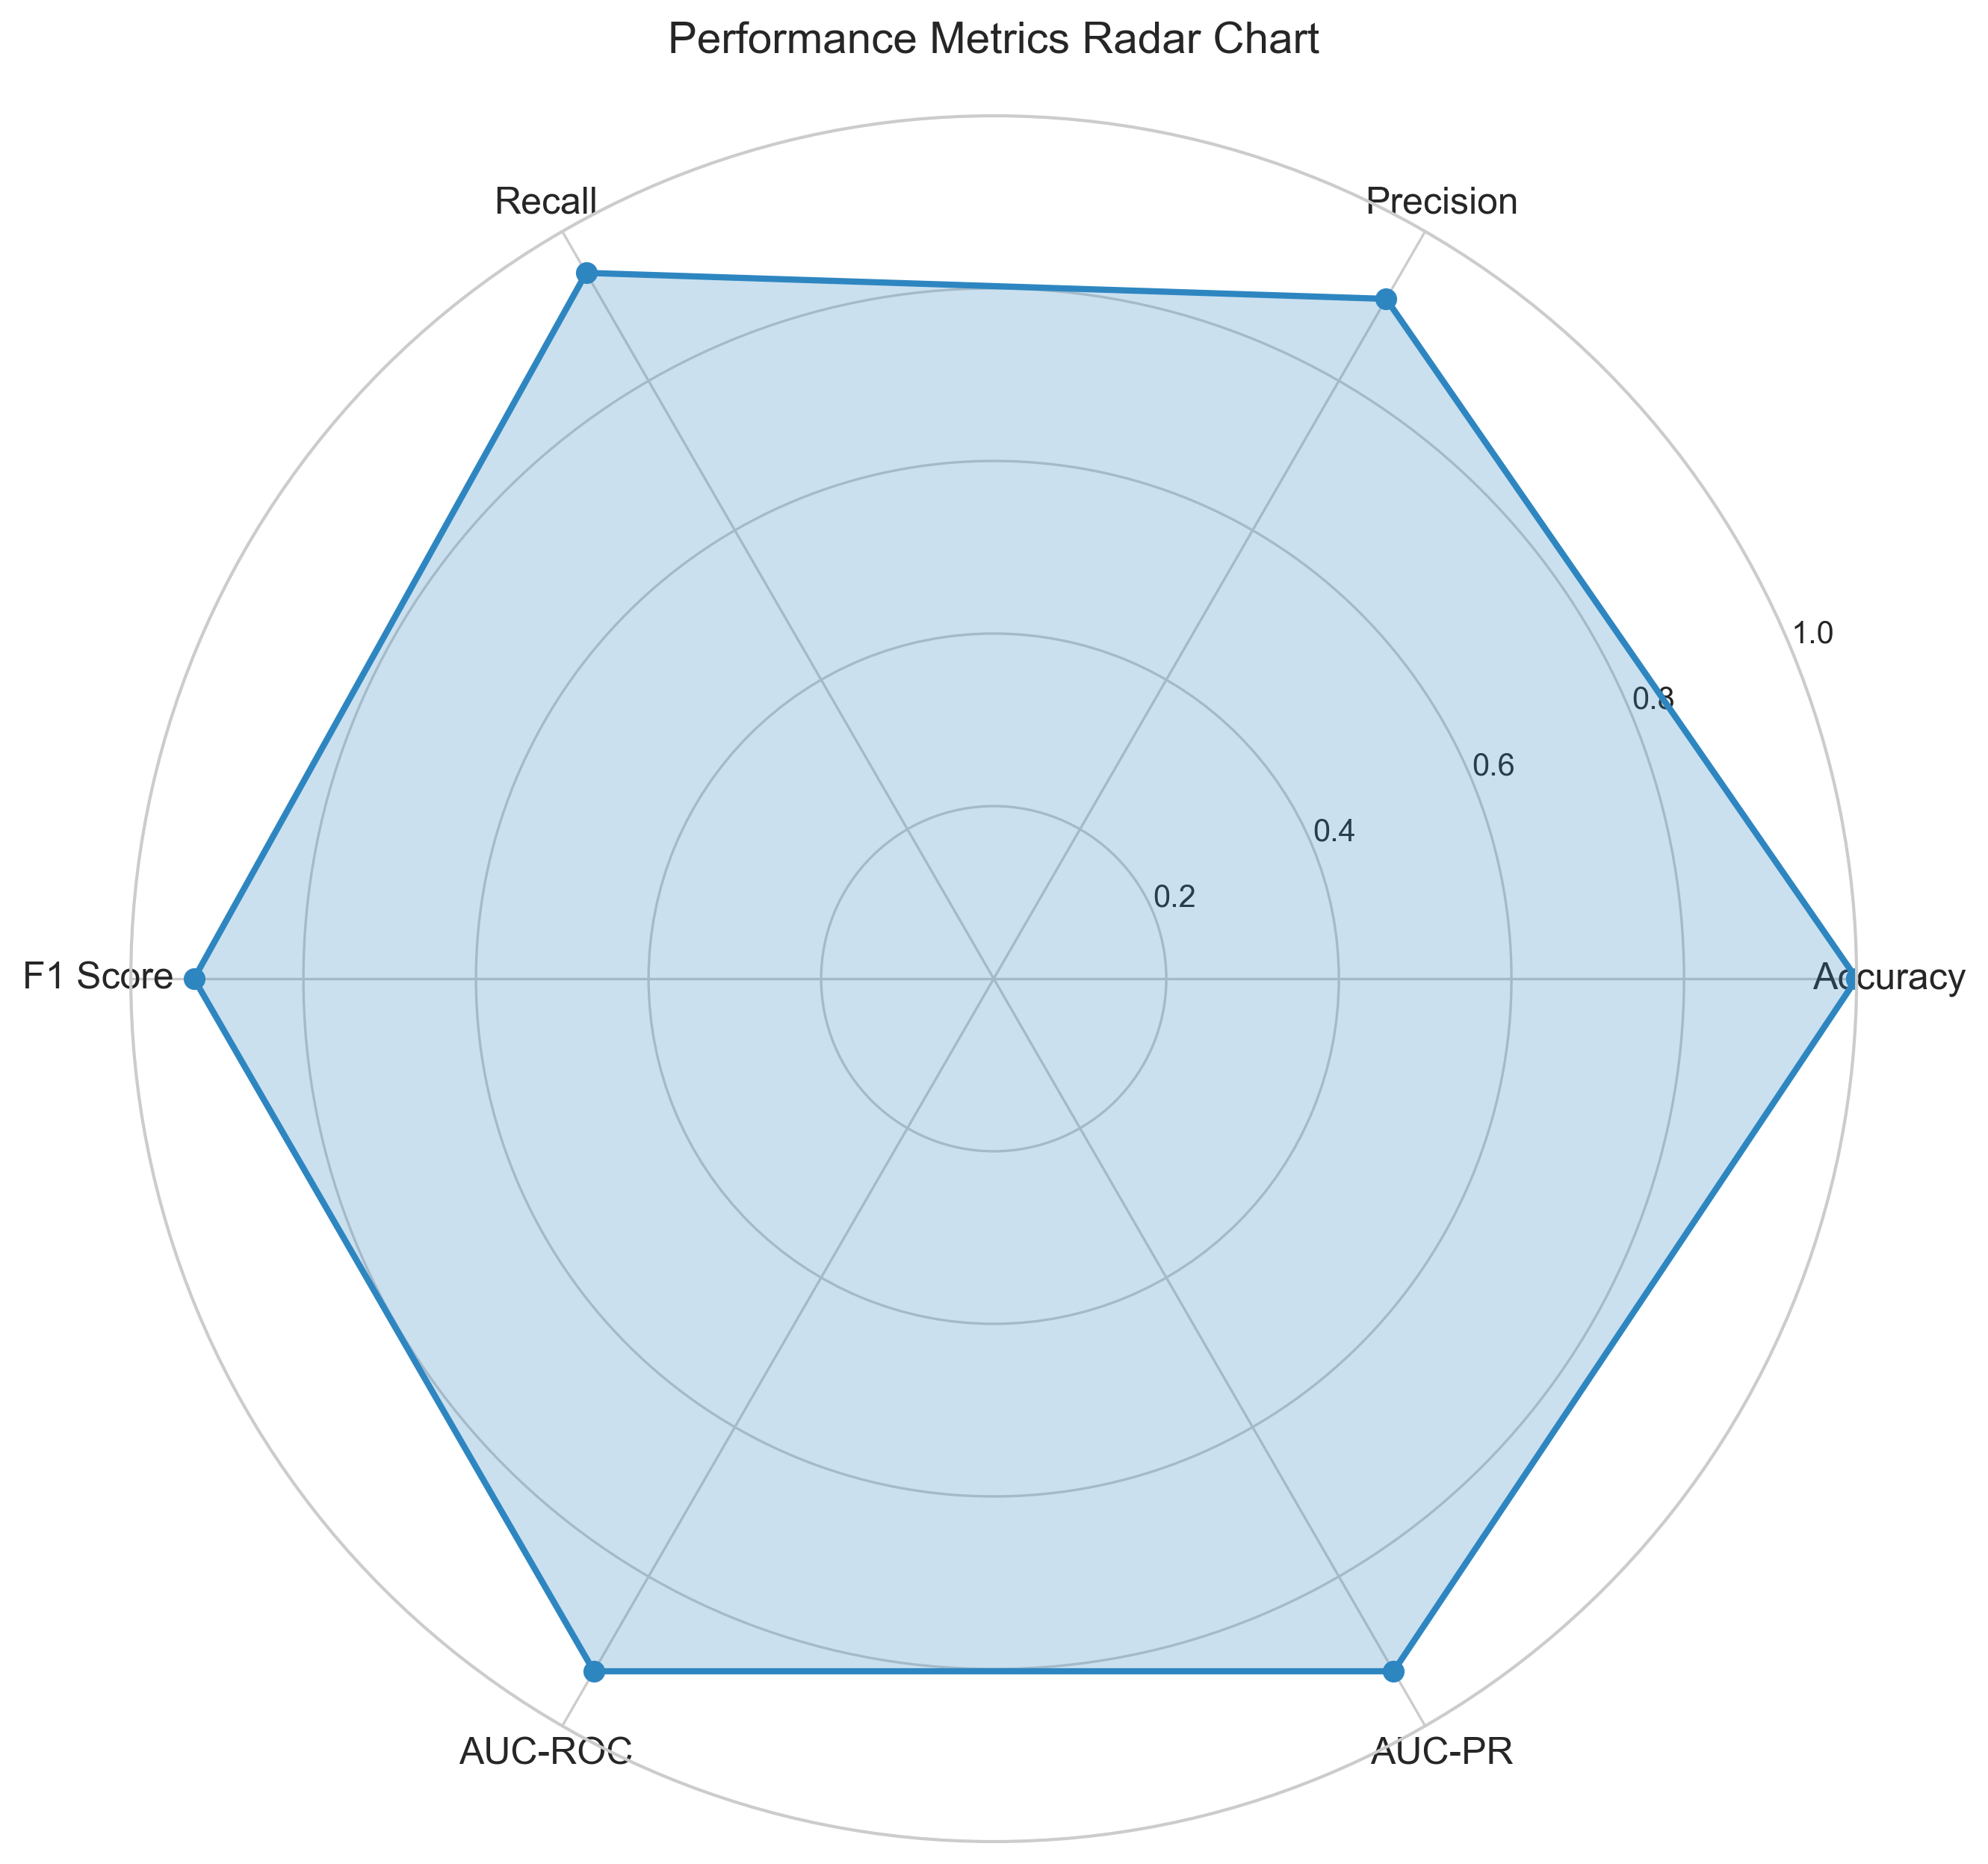 Performance Metrics Radar Chart
Recall
Precision
1.0
0.8
0.6
0.4
0.2
F1 Score
Accuracy
AUC-ROC
AUC-PR